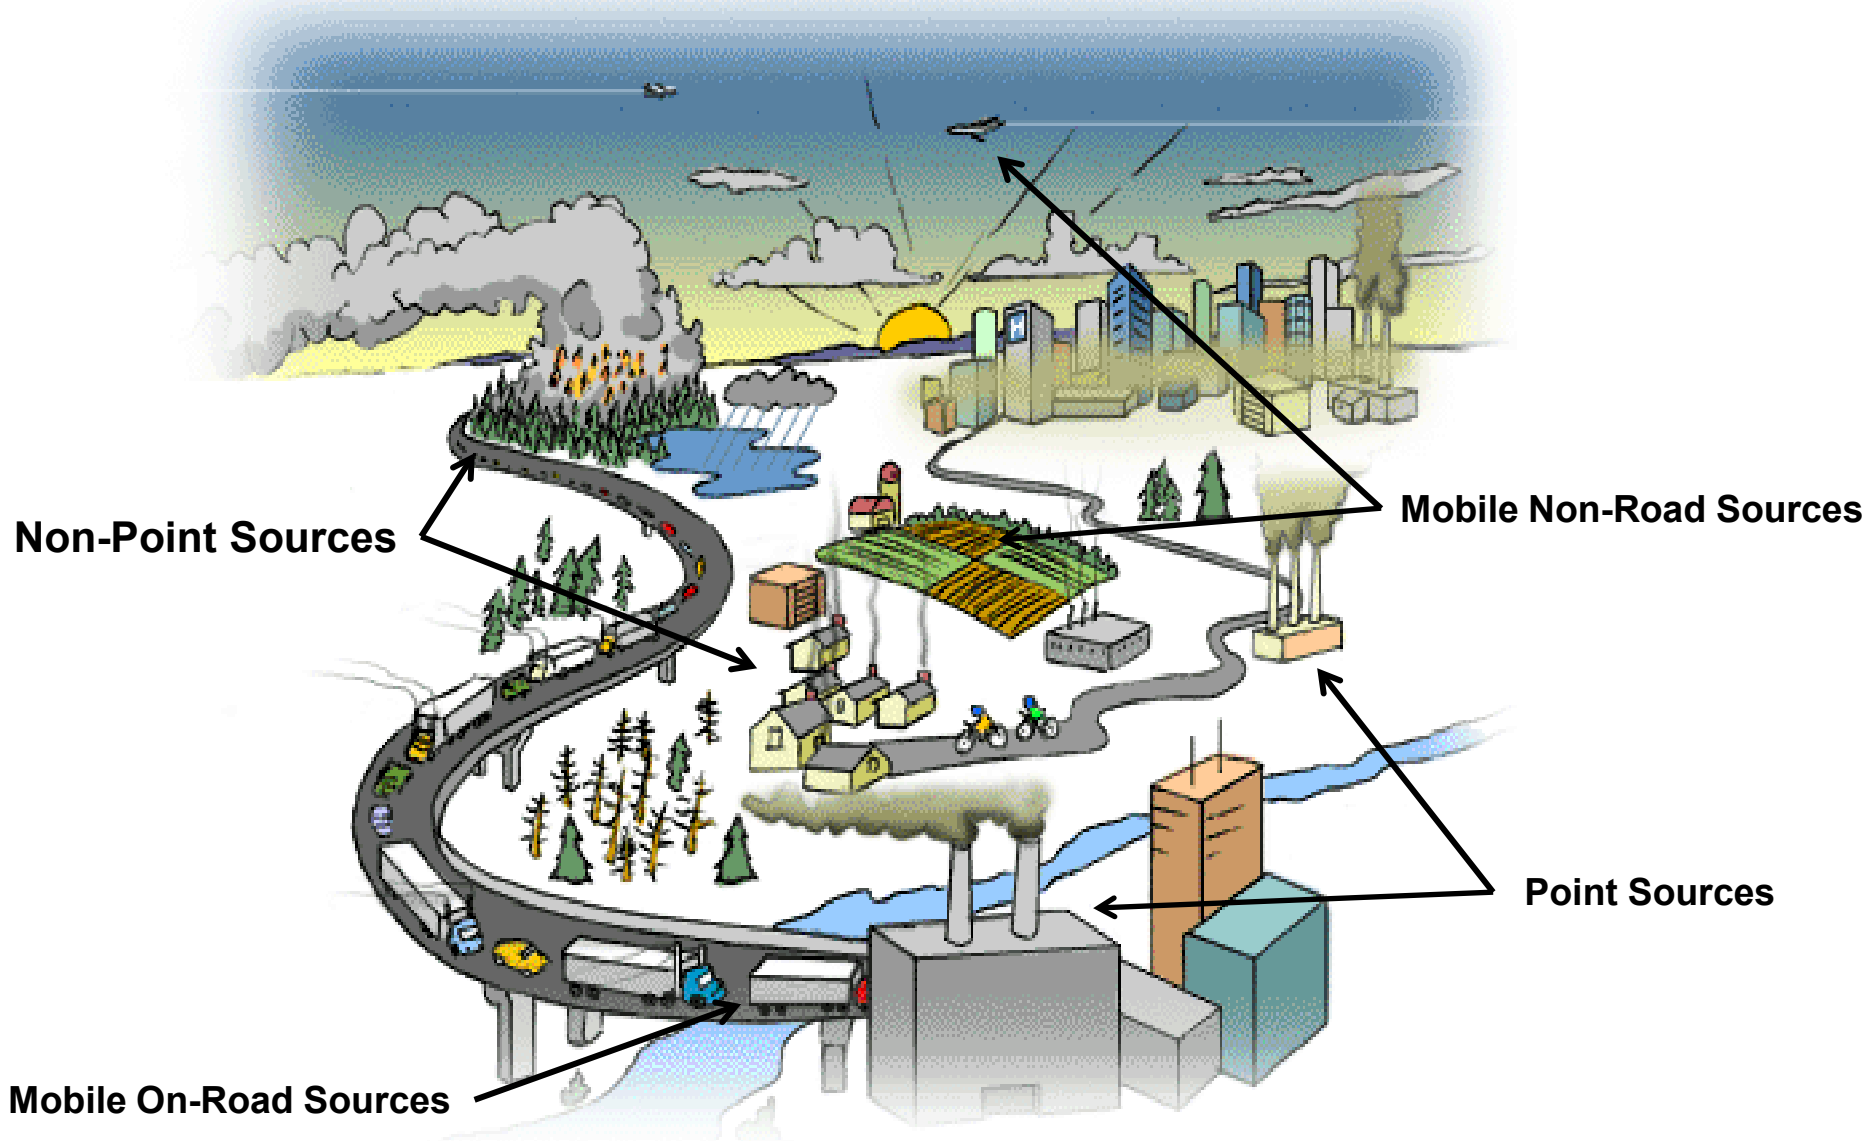 H
Mobile Non-Road Sources
Non-Point Sources
Point Sources
Mobile On-Road Sources